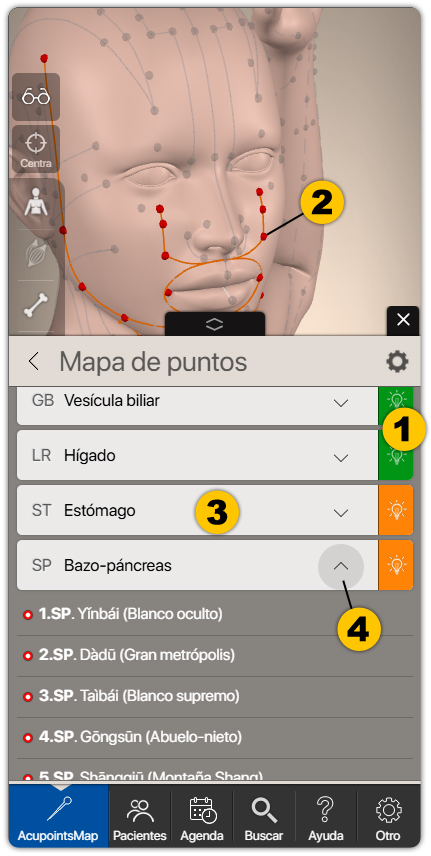 Centra
2
Mapa de puntos
GB Vesícula biliar
1
LR Hígado
ST Estómago
3
SP Bazo-páncreas
4
1.SP. Yǐnbái (Blanco oculto)
2.SP. Dàdū (Gran metrópolis)
3.SP. Taìbái (Blanco supremo)
4.SP. Gōngsūn (Abuelo-nieto)
5.SP. Shāngqiū (Montaña Shang)
AcupointsMap Pacientes Agenda Buscar Ayuda Otro